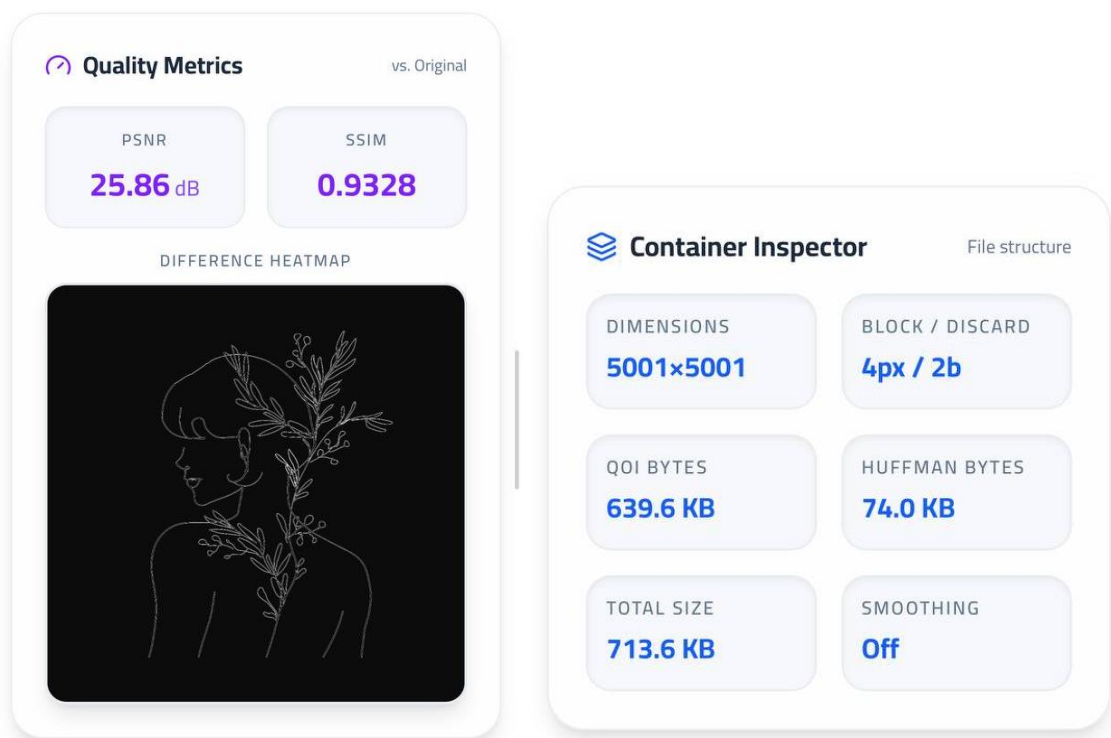 Quality Metrics
vs. Original
PSNR
SSIM
25.86 dB
0.9328
DIFFERENCE HEATMAP
Container Inspector
File structure
DIMENSIONS
5001×5001
BLOCK / DISCARD
4px / 2b
QOI BYTES
639.6 KB
HUFFMAN BYTES
74.0 KB
TOTAL SIZE
713.6 KB
SMOOTHING
Off